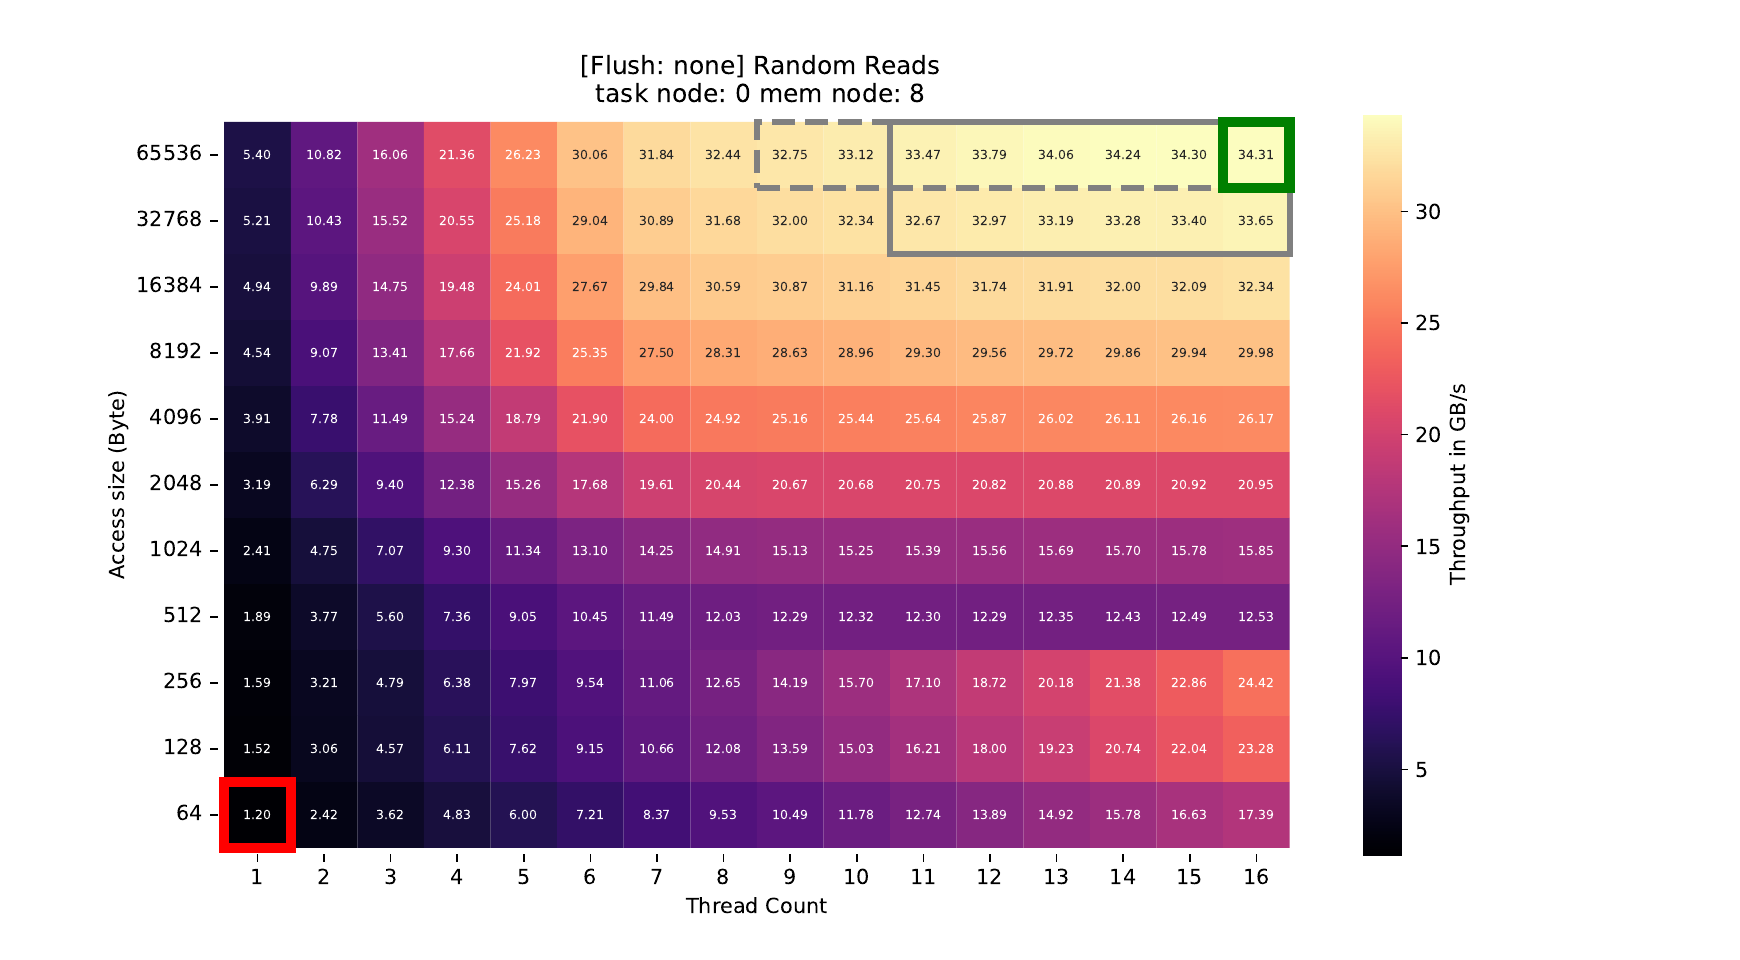 [Flush: none] Random Reads
task node: 0 mem node: 8
65536 5.40 10.82 16.06 21.36 26.23 30.06 31.84 32.44 32.75 33.12 33.47 33.79 34.06 34.24 34.30 34.31
32768 5.21 10.43 15.52 20.55 25.18 29.04 30.89 31.68 32.00 32.34 32.67 32.97 33.19 33.28 33.40 33.65
16384 4.94 9.89 14.75 19.48 24.01 27.67 29.84 30.59 30.87 31.16 31.45 31.74 31.91 32.00 32.09 32.34
8192 4.54 9.07 13.41 17.66 21.92 25.35 27.50 28.31 28.63 28.96 29.30 29.56 29.72 29.86 29.94 29.98
4096 3.91 7.78 11.49 15.24 18.79 21.90 24.00 24.92 25.16 25.44 25.64 25.87 26.02 26.11 26.16 26.17
2048 3.19 6.29 9.40 12.38 15.26 17.68 19.61 20.44 20.67 20.68 20.75 20.82 20.88 20.89 20.92 20.95
1024 2.41 4.75 7.07 9.30 11.34 13.10 14.25 14.91 15.13 15.25 15.39 15.56 15.69 15.70 15.78 15.85
512 1.89 3.77 5.60 7.36 9.05 10.45 11.49 12.03 12.29 12.32 12.30 12.29 12.35 12.43 12.49 12.53
256 1.59 3.21 4.79 6.38 7.97 9.54 11.06 12.65 14.19 15.70 17.10 18.72 20.18 21.38 22.86 24.42
128 1.52 3.06 4.57 6.11 7.62 9.15 10.66 12.08 13.59 15.03 16.21 18.00 19.23 20.74 22.04 23.28
64 1.20 2.42 3.62 4.83 6.00 7.21 8.37 9.53 10.49 11.78 12.74 13.89 14.92 15.78 16.63 17.39
1 2 3 4 5 6 7 8 9 10 11 12 13 14 15 16
Thread Count
Access size (Byte)
30
25
20
15
10
5
Throughput in GB/s